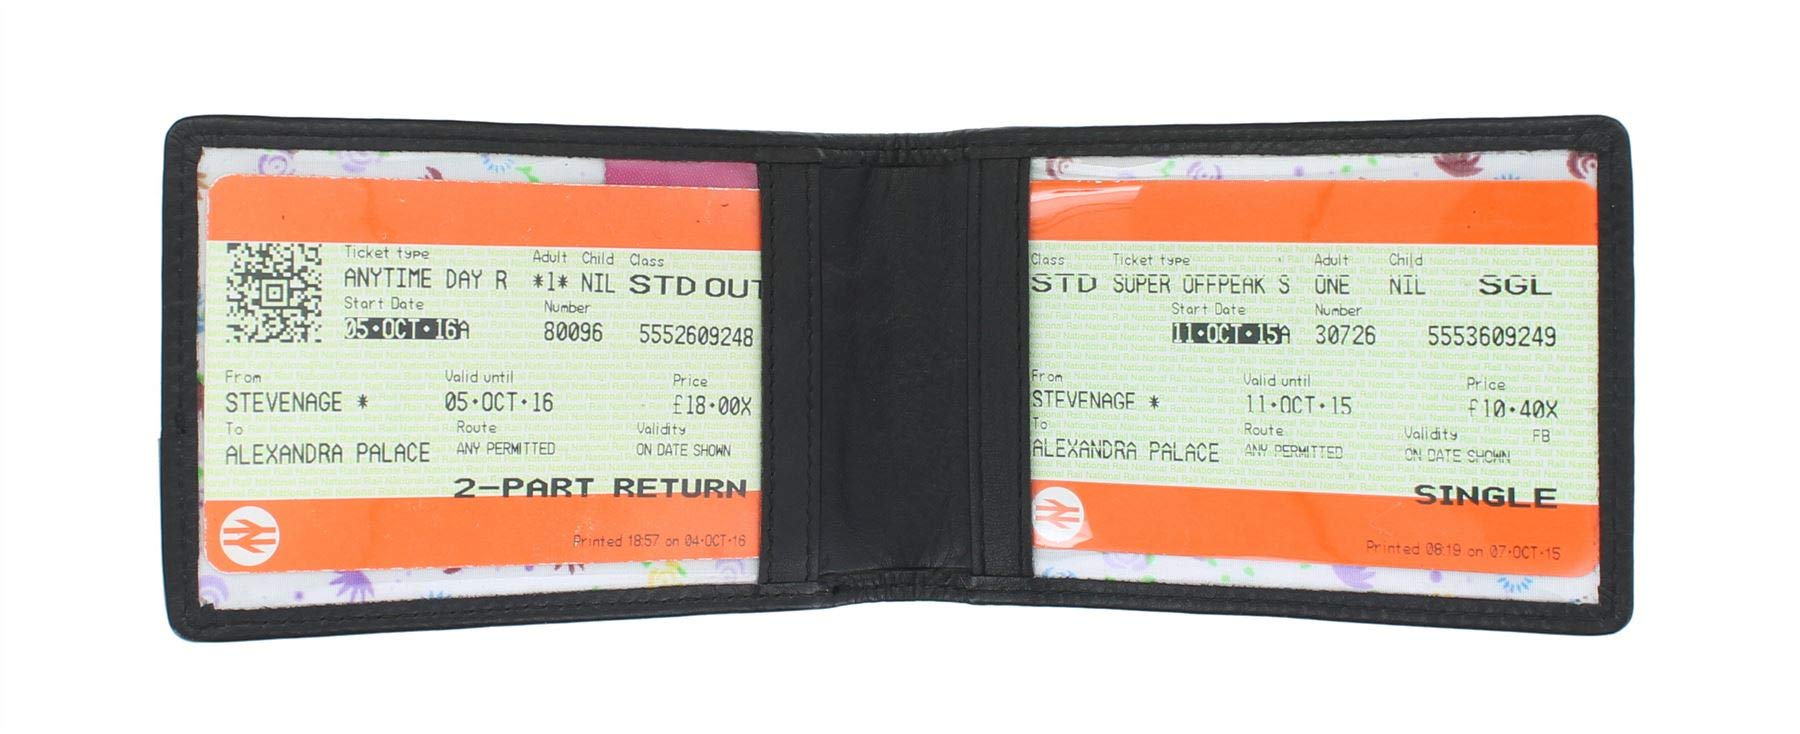 Ticket type Adult Child Class
ANYTIME DAY R *1* NIL STD OUT
Start Date Number
05·OCT·16A 80096 5552609248
From Valid until Price
STEVENAGE * 05·OCT·16 £18·00X
To Route Validity
ALEXANDRA PALACE ANY PERMITTED ON DATE SHOWN
2-PART RETURN
Printed 18:57 on 04·OCT·16
Class Ticket type Adult Child
STD SUPER OFFPEAK S ONE NIL SGL
Start Date Number
11·OCT·15A 30726 5553609249
From Valid until Price
STEVENAGE * 11·OCT·15 £10·40X
To Route Validity FB
ALEXANDRA PALACE ANY PERMITTED ON DATE SHOWN
SINGLE
Printed 08:19 on 07·OCT·15